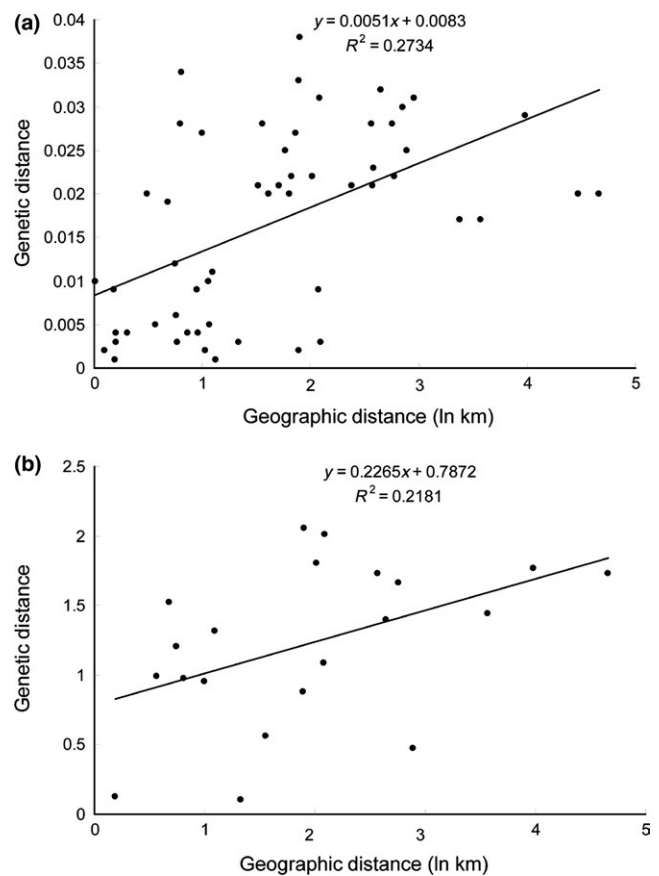 (a)
y = 0.0051x + 0.0083
R² = 0.2734
0.04
0.035
0.03
0.025
0.02
0.015
0.01
0.005
0
Genetic distance
0 1 2 3 4 5
Geographic distance (ln km)
(b)
y = 0.2265x + 0.7872
R² = 0.2181
2.5
2
1.5
1
0.5
0
Genetic distance
0 1 2 3 4 5
Geographic distance (ln km)